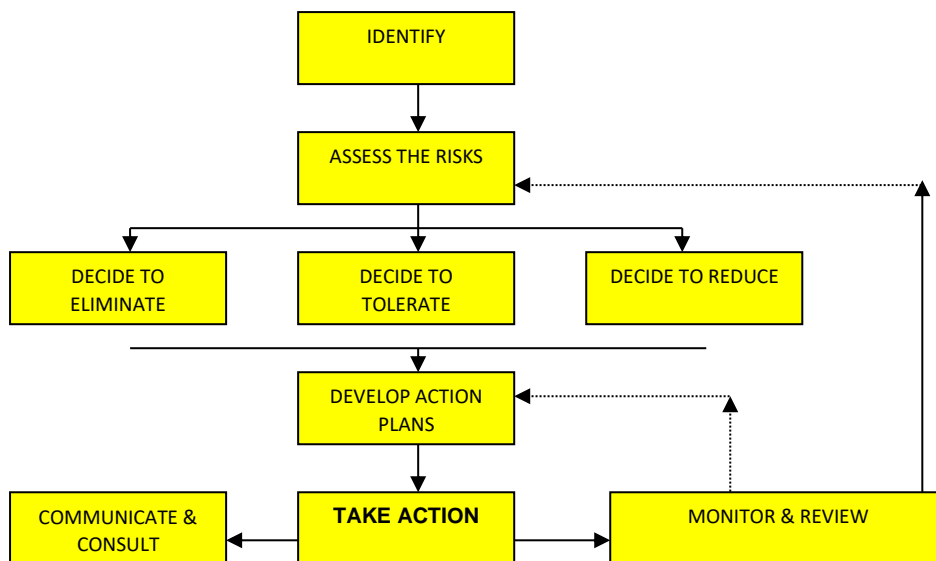 IDENTIFY
ASSESS THE RISKS
DECIDE TO
ELIMINATE
DECIDE TO
TOLERATE
DECIDE TO REDUCE
DEVELOP ACTION
PLANS
COMMUNICATE &
CONSULT
TAKE ACTION
MONITOR & REVIEW